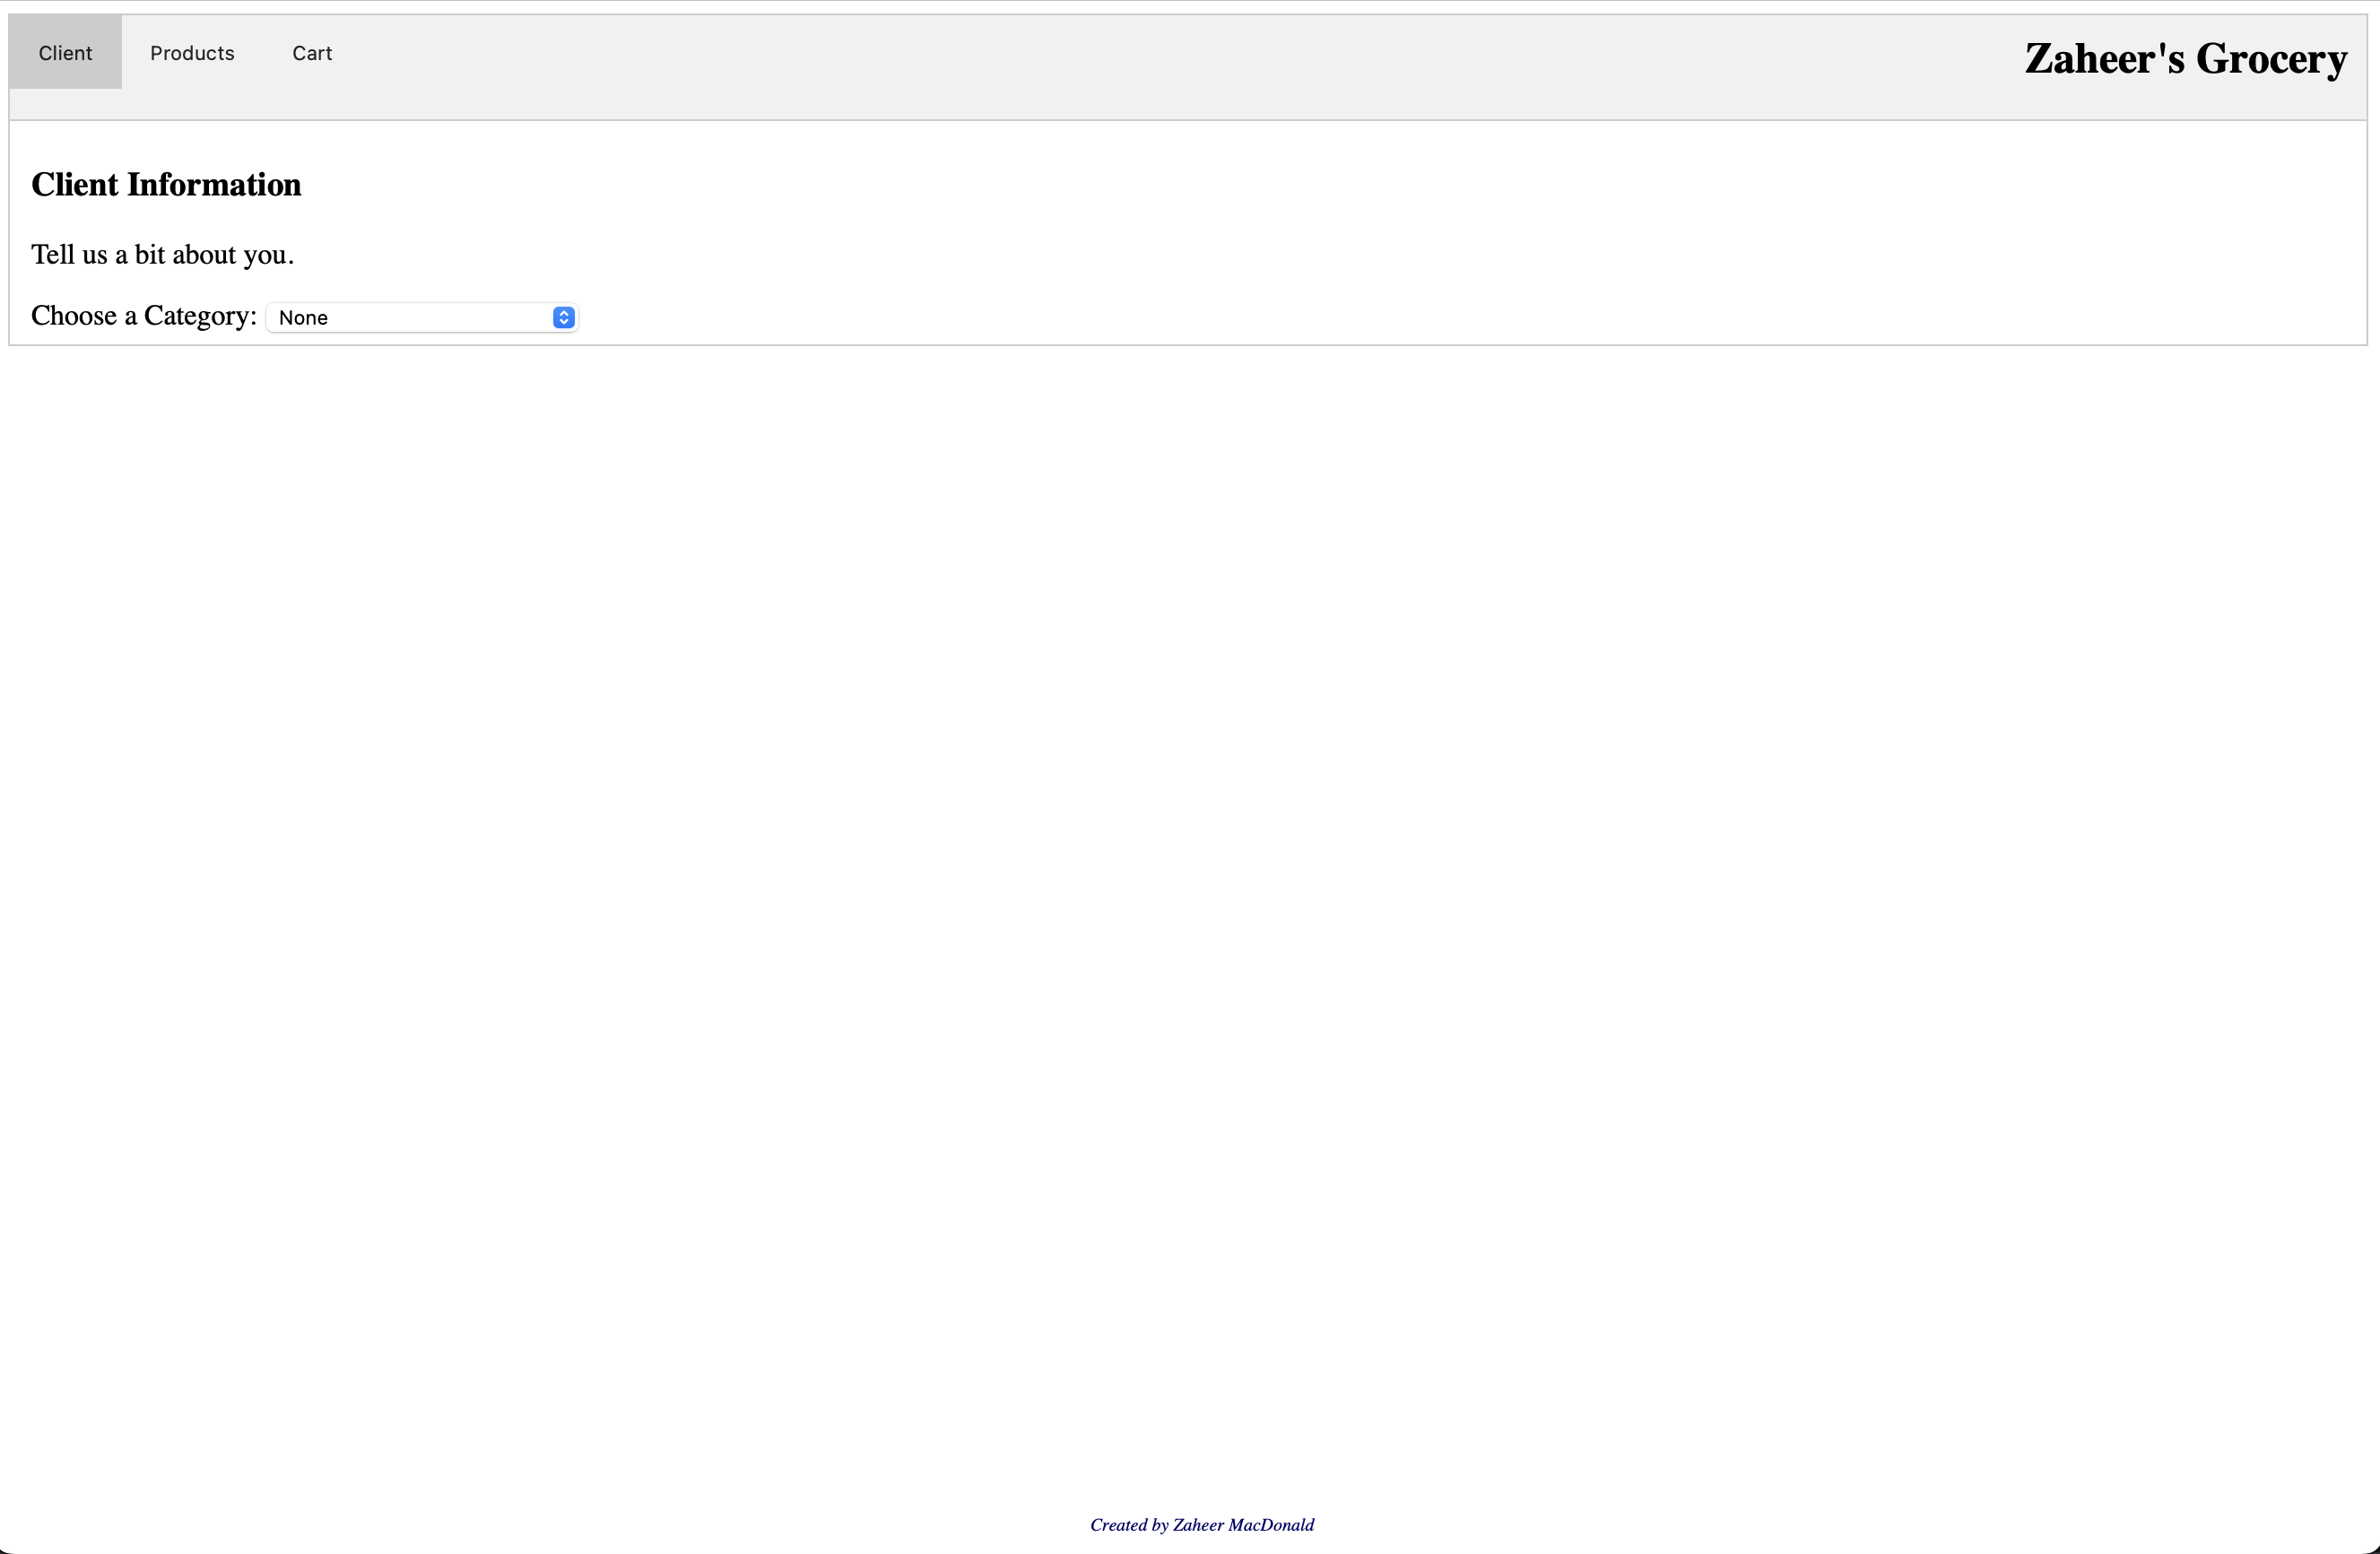 Client Products Cart Zaheer's Grocery
Client Information
Tell us a bit about you.
Choose a Category: None
Created by Zaheer MacDonald